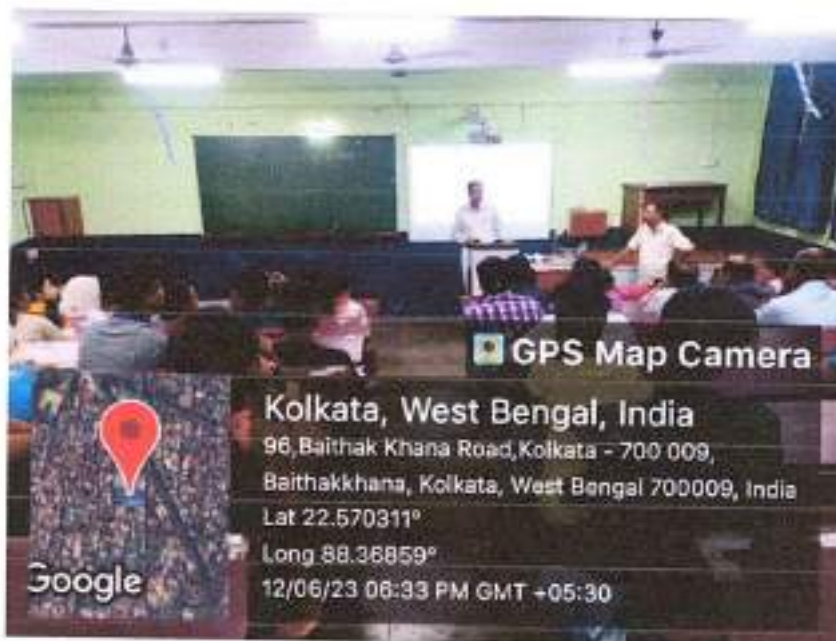 GPS Map Camera
Kolkata, West Bengal, India
96,Baithak Khana Road,Kolkata - 700 009,
Baithakkhana, Kolkata, West Bengal 700009, India
Lat 22.570311°
Long 88.36859°
12/06/23 06:33 PM GMT +05:30
Google